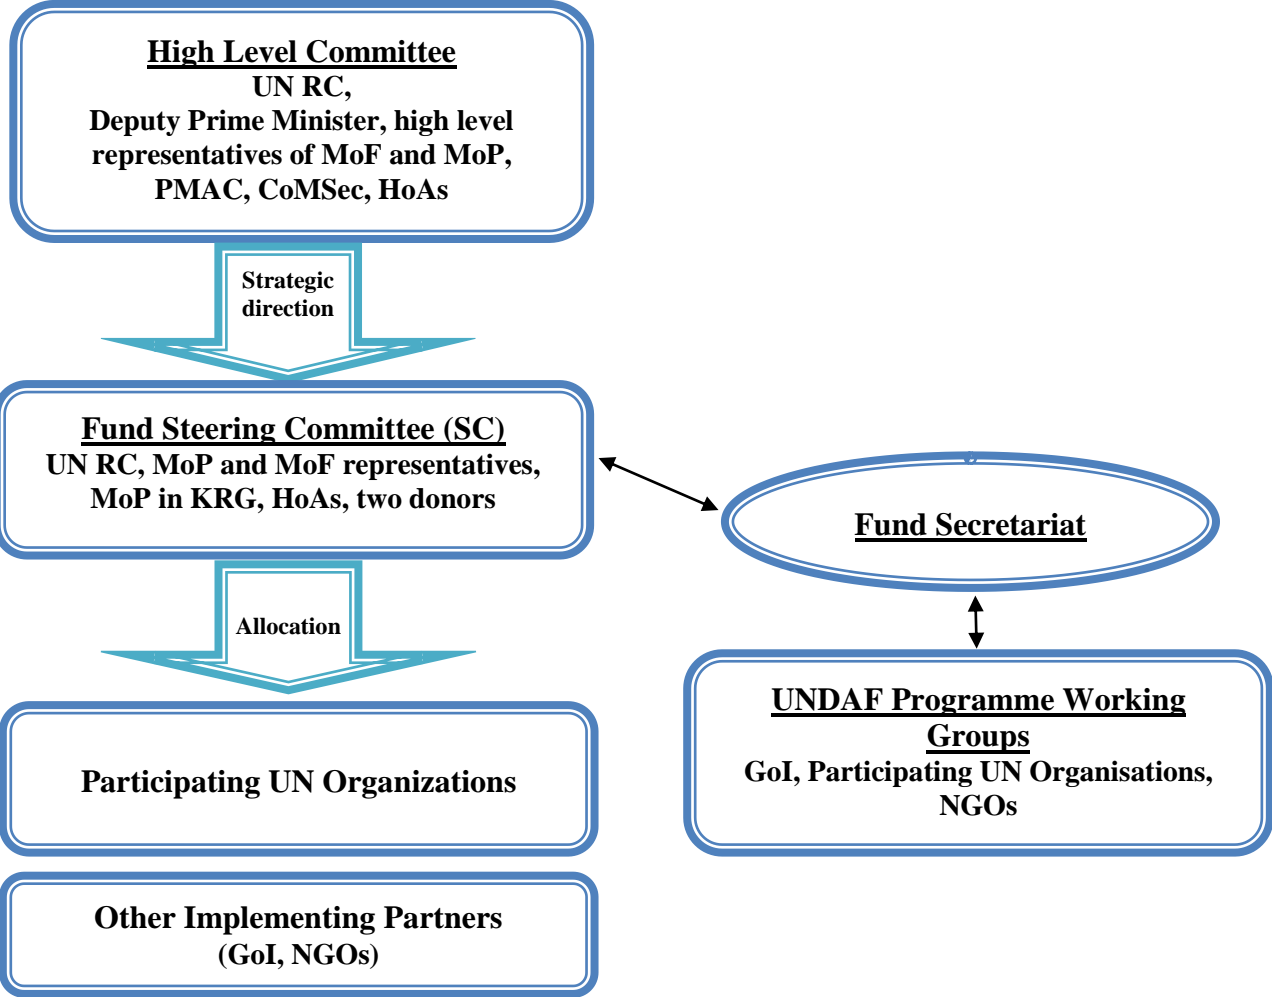 High Level Committee
UN RC,
Deputy Prime Minister, high level
representatives of MoF and MoP,
PMAC, CoMSec, HoAs
Strategic
direction
Fund Steering Committee (SC)
UN RC, MoP and MoF representatives,
MoP in KRG, HoAs, two donors
Fund Secretariat
Allocation
UNDAF Programme Working
Groups
GoI, Participating UN Organisations,
NGOs
Participating UN Organizations
Other Implementing Partners
(GoI, NGOs)